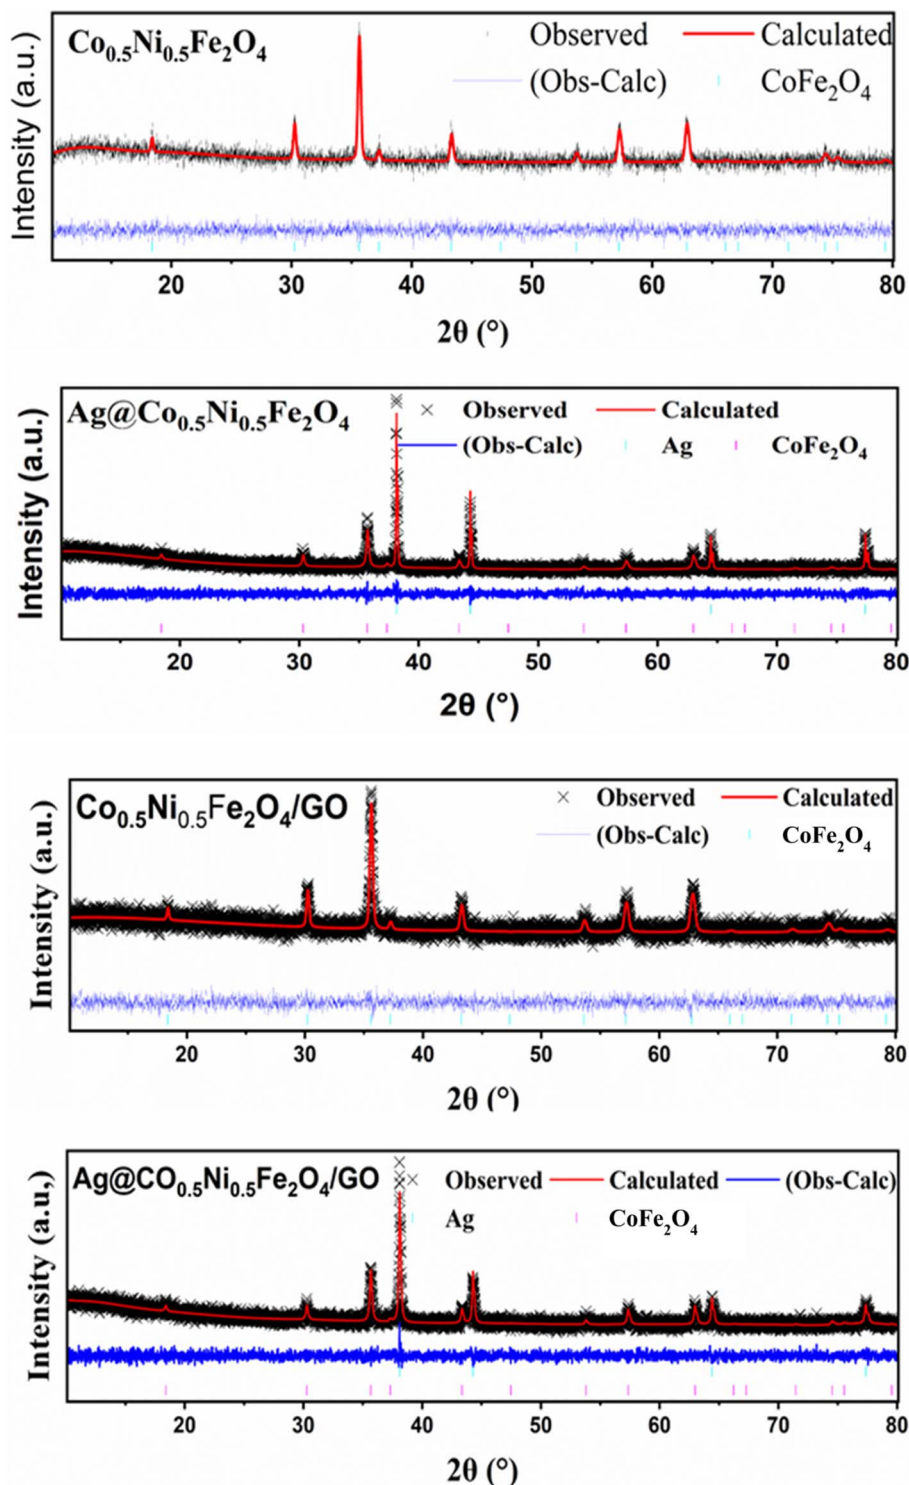 Co0.5Ni0.5Fe2O4
Observed Calculated
(Obs-Calc) CoFe2O4
Intensity (a.u.)
20 30 40 50 60 70 80
2θ (°)
Ag@Co0.5Ni0.5Fe2O4
Observed Calculated
(Obs-Calc) Ag CoFe2O4
Intensity (a.u.)
20 30 40 50 60 70 80
2θ (°)
Co0.5Ni0.5Fe2O4/GO
Observed Calculated
(Obs-Calc) CoFe2O4
Intensity (a.u.)
20 30 40 50 60 70 80
2θ (°)
Ag@CO0.5Ni0.5Fe2O4/GO
Observed Calculated (Obs-Calc)
Ag CoFe2O4
Intensity (a.u,)
20 30 40 50 60 70 80
2θ (°)